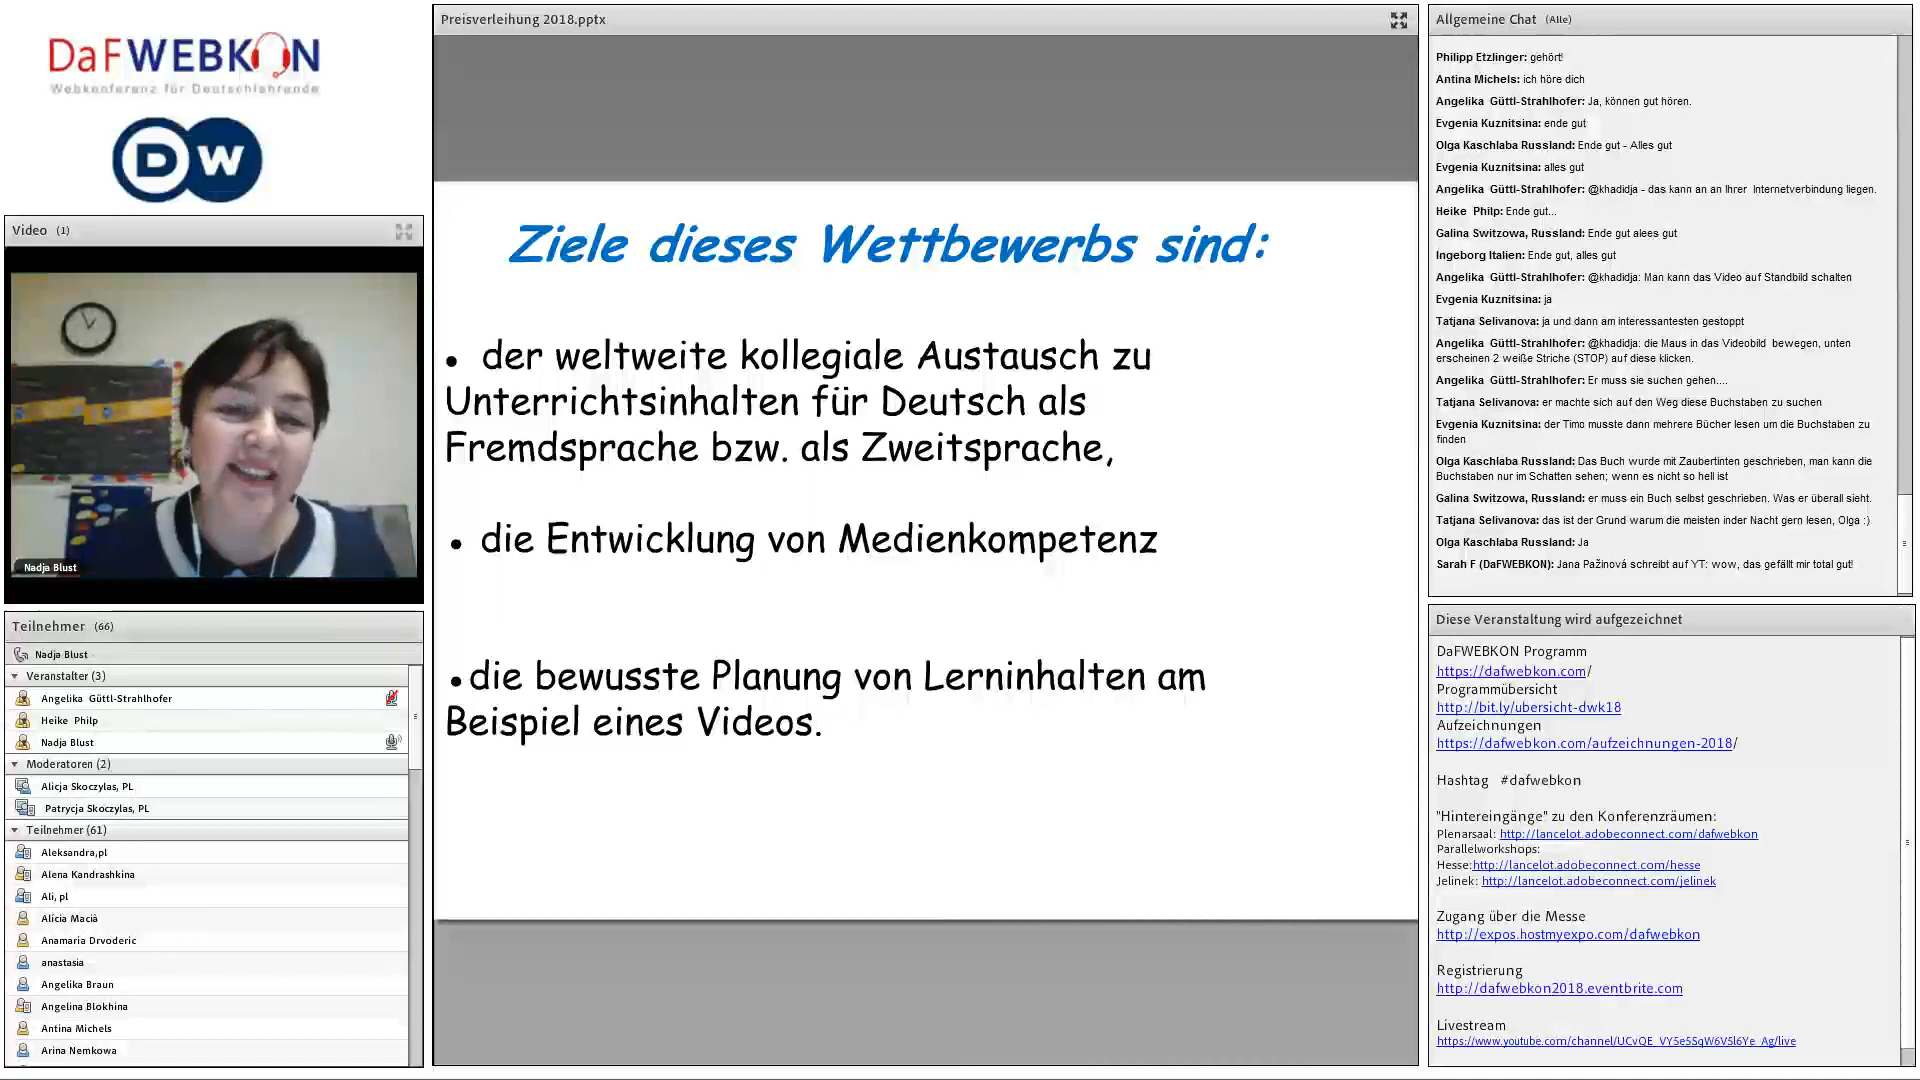 DaFWEBKON
Webkonferenz für Deutschlehrende
DW
Video (1)
Nadja Blust
Teilnehmer (66)
Nadja Blust
Veranstalter (3)
Angelika Güttl-Strahlhofer
Heike Philp
Nadja Blust
Moderatoren (2)
Alicja Skoczylas, PL
Patrycja Skoczylas, PL
Teilnehmer (61)
Aleksandra,pl
Alena Kandrashkina
Ali, pl
Alícia Macià
Anamaria Drvoderic
anastasia
Angelika Braun
Angelina Blokhina
Antina Michels
Arina Nemkowa
Preisverleihung 2018.pptx
Ziele dieses Wettbewerbs sind:
• der weltweite kollegiale Austausch zu
Unterrichtsinhalten für Deutsch als
Fremdsprache bzw. als Zweitsprache,
• die Entwicklung von Medienkompetenz
• die bewusste Planung von Lerninhalten am
Beispiel eines Videos.
Allgemeine Chat (Alle)
Philipp Etzlinger: gehört!
Antina Michels: ich höre dich
Angelika Güttl-Strahlhofer: Ja, können gut hören.
Evgenia Kuznitsina: ende gut
Olga Kaschlaba Russland: Ende gut - Alles gut
Evgenia Kuznitsina: alles gut
Angelika Güttl-Strahlhofer: @khadidja - das kann an an Ihrer Internetverbindung liegen.
Heike Philp: Ende gut...
Galina Switzowa, Russland: Ende gut alees gut
Ingeborg Italien: Ende gut, alles gut
Angelika Güttl-Strahlhofer: @khadidja: Man kann das Video auf Standbild schalten
Evgenia Kuznitsina: ja
Tatjana Selivanova: ja und dann am interessantesten gestoppt
Angelika Güttl-Strahlhofer: @khadidja: die Maus in das Videobild bewegen, unten
erscheinen 2 weiße Striche (STOP) auf diese klicken.
Angelika Güttl-Strahlhofer: Er muss sie suchen gehen....
Tatjana Selivanova: er machte sich auf den Weg diese Buchstaben zu suchen
Evgenia Kuznitsina: der Timo musste dann mehrere Bücher lesen um die Buchstaben zu
finden
Olga Kaschlaba Russland: Das Buch wurde mit Zaubertinten geschrieben, man kann die
Buchstaben nur im Schatten sehen; wenn es nicht so hell ist
Galina Switzowa, Russland: er muss ein Buch selbst geschrieben. Was er überall sieht.
Tatjana Selivanova: das ist der Grund warum die meisten inder Nacht gern lesen, Olga :)
Olga Kaschlaba Russland: Ja
Sarah F (DaFWEBKON): Jana Pažinová schreibt auf YT: wow, das gefällt mir total gut!
Diese Veranstaltung wird aufgezeichnet
DaFWEBKON Programm
https://dafwebkon.com/
Programmübersicht
http://bit.ly/ubersicht-dwk18
Aufzeichnungen
https://dafwebkon.com/aufzeichnungen-2018/
Hashtag #dafwebkon
"Hintereingänge" zu den Konferenzräumen:
Plenarsaal: http://lancelot.adobeconnect.com/dafwebkon
Parallelworkshops:
Hesse:http://lancelot.adobeconnect.com/hesse
Jelinek: http://lancelot.adobeconnect.com/jelinek
Zugang über die Messe
http://expos.hostmyexpo.com/dafwebkon
Registrierung
http://dafwebkon2018.eventbrite.com
Livestream
https://www.youtube.com/channel/UCvQE_VY5e5SqW6V5l6Ye_Ag/live